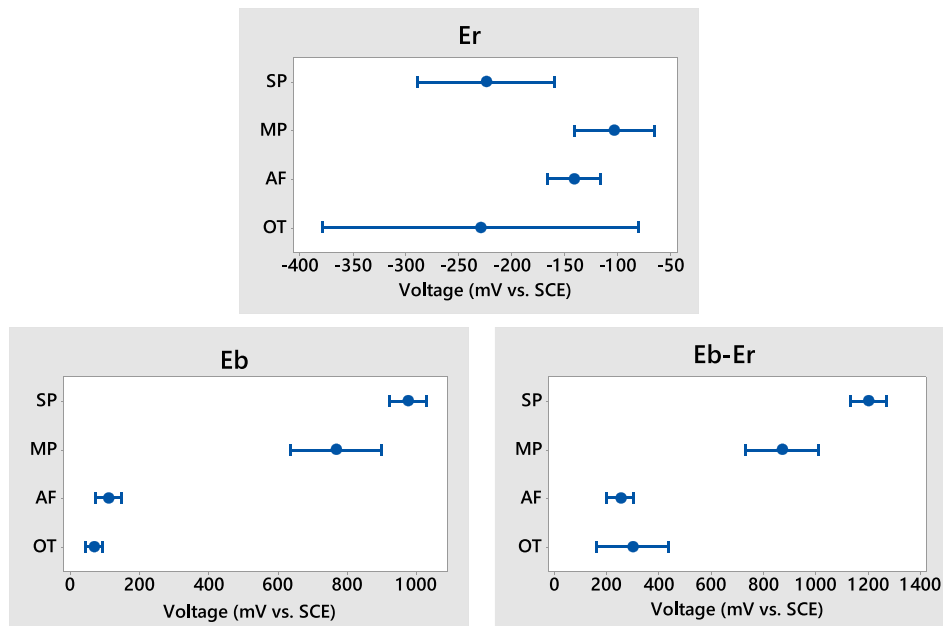 Er
SP
MP
AF
OT
-400 -350 -300 -250 -200 -150 -100 -50
Voltage (mV vs. SCE)
Eb
SP
MP
AF
OT
0 200 400 600 800 1000
Voltage (mV vs. SCE)
Eb-Er
SP
MP
AF
OT
0 200 400 600 800 1000 1200 1400
Voltage (mV vs. SCE)